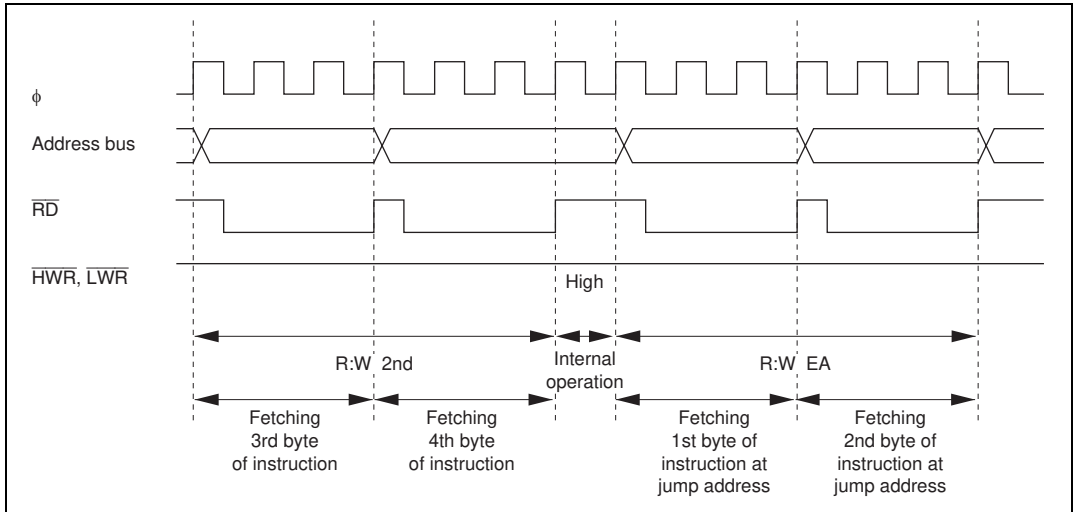 φ
Address bus
RD
HWR, LWR
High
R:W 2nd
Internal
operation
R:W EA
Fetching
3rd byte
of instruction
Fetching
4th byte
of instruction
Fetching
1st byte of
instruction at
jump address
Fetching
2nd byte of
instruction at
jump address